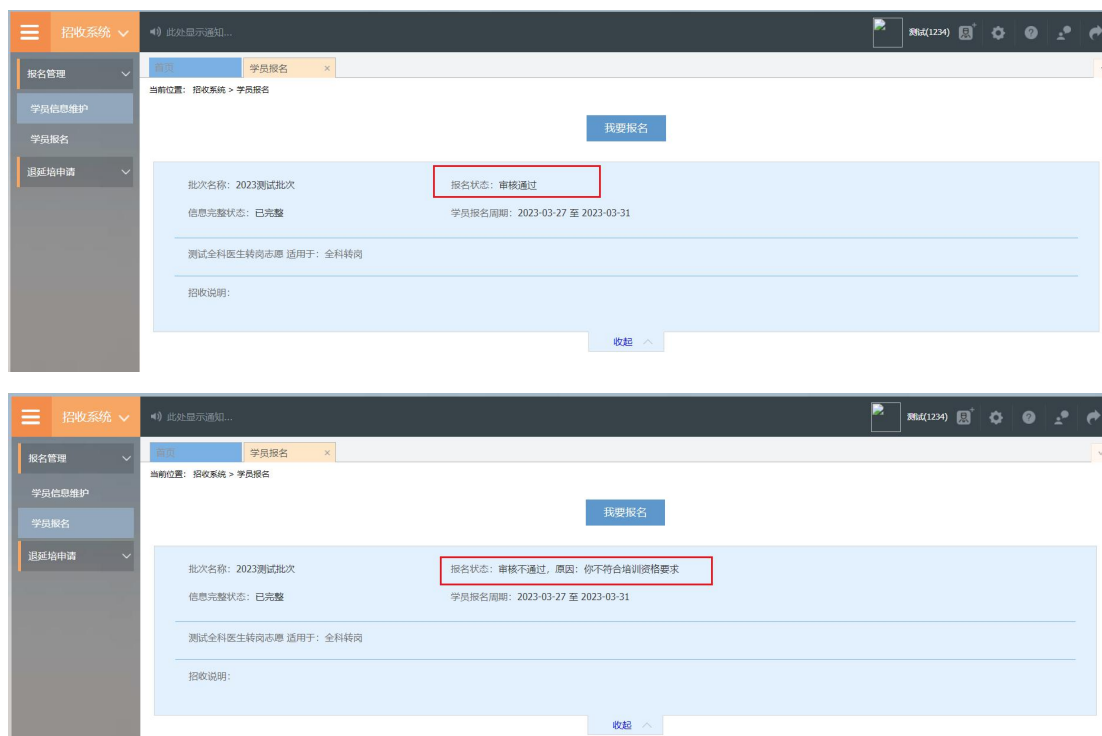 招收系统 此处显示通知... 测试(1234)
报名管理
学员信息维护
学员报名
退延培申请
首页 学员报名 ×
当前位置： 招收系统 > 学员报名
我要报名
批次名称：2023测试批次 报名状态：审核通过
信息完整状态：已完整 学员报名周期：2023-03-27 至 2023-03-31
测试全科医生转岗志愿 适用于：全科转岗
招收说明：
收起
招收系统 此处显示通知... 测试(1234)
报名管理
学员信息维护
学员报名
退延培申请
首页 学员报名 ×
当前位置： 招收系统 > 学员报名
我要报名
批次名称：2023测试批次 报名状态：审核不通过，原因：你不符合培训资格要求
信息完整状态：已完整 学员报名周期：2023-03-27 至 2023-03-31
测试全科医生转岗志愿 适用于：全科转岗
招收说明：
收起